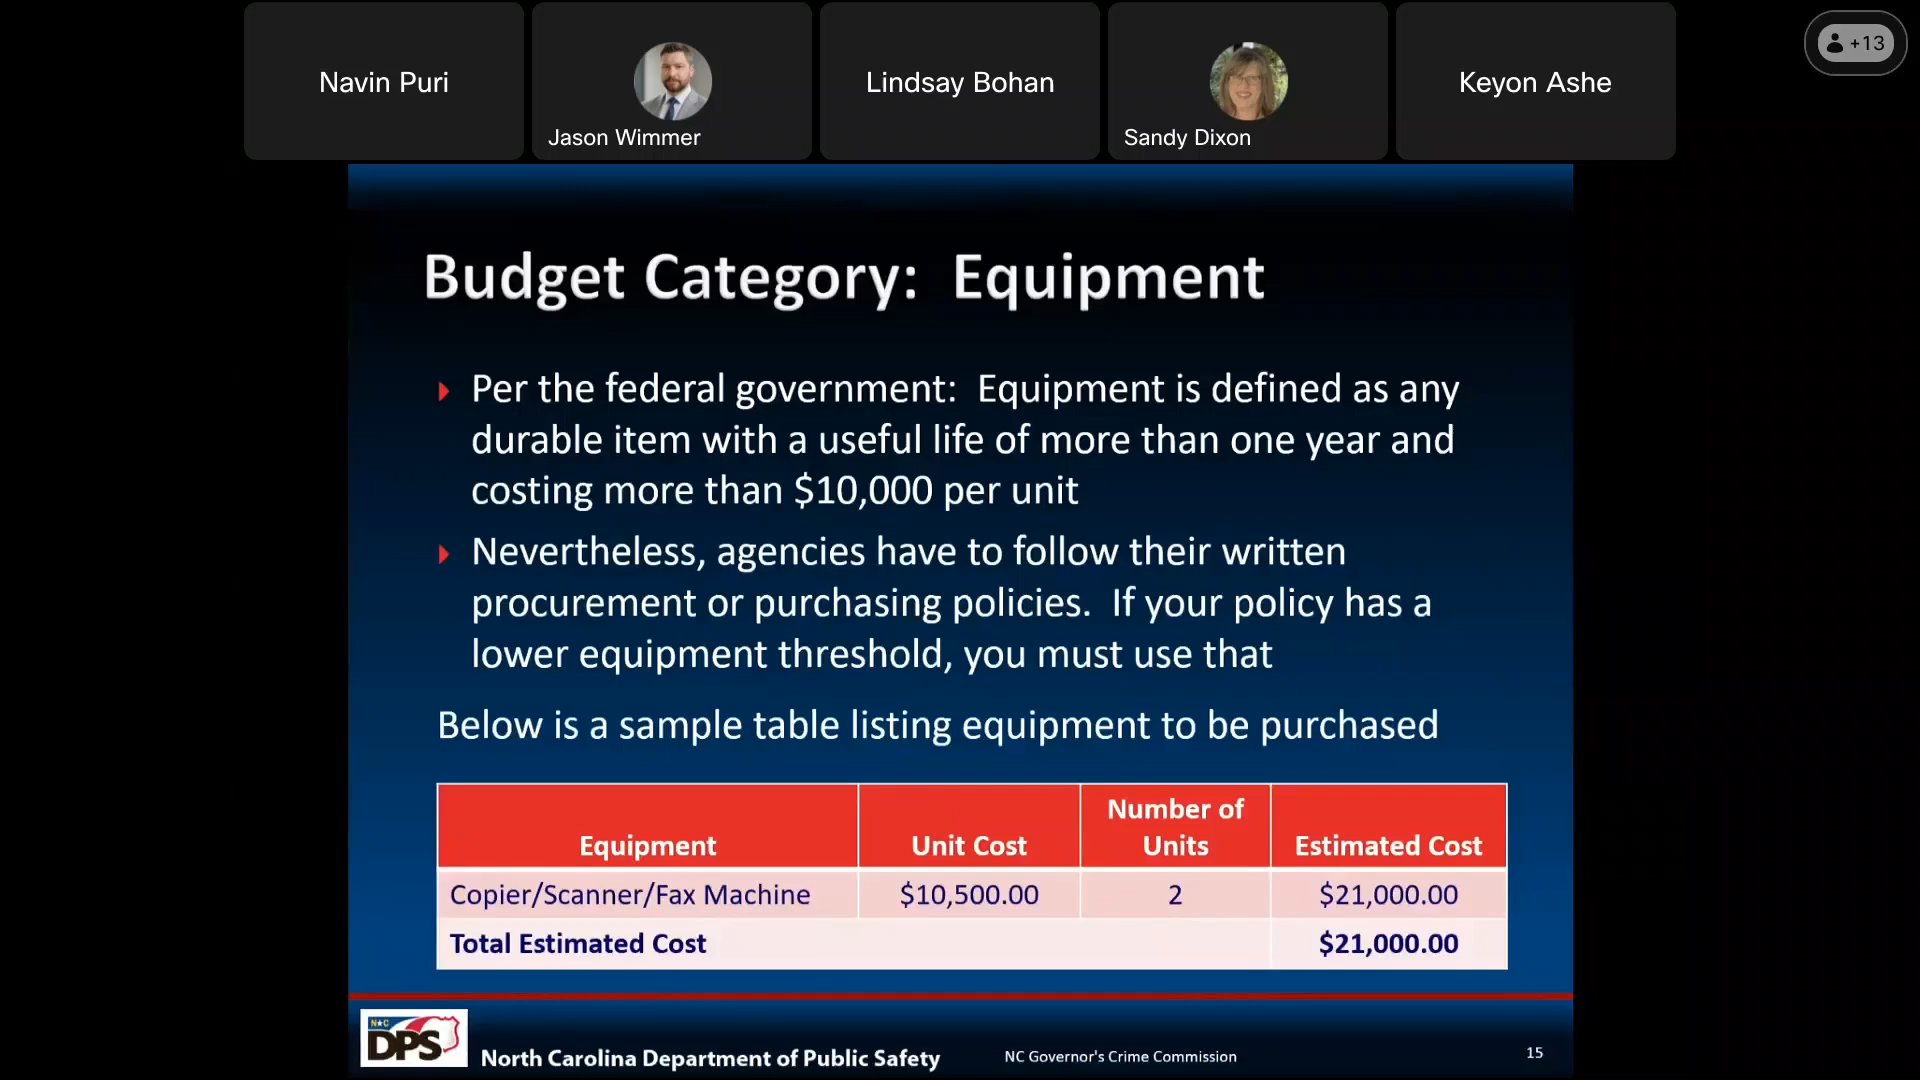 Navin Puri
Jason Wimmer
Lindsay Bohan
Sandy Dixon
Keyon Ashe
+13
Budget Category: Equipment
Per the federal government: Equipment is defined as any
durable item with a useful life of more than one year and
costing more than $10,000 per unit
Nevertheless, agencies have to follow their written
procurement or purchasing policies. If your policy has a
lower equipment threshold, you must use that
Below is a sample table listing equipment to be purchased
Equipment Unit Cost Number of Units Estimated Cost
Copier/Scanner/Fax Machine $10,500.00 2 $21,000.00
Total Estimated Cost $21,000.00
N★C
DPS
North Carolina Department of Public Safety
NC Governor's Crime Commission
15